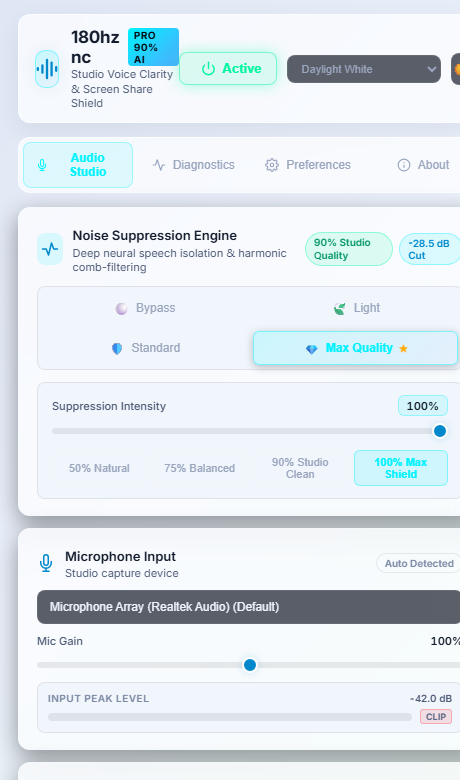 180hz
nc
PRO
90%
AI
Studio Voice Clarity
& Screen Share
Shield
Active
Daylight White
Audio
Studio
Diagnostics
Preferences
About
Noise Suppression Engine
Deep neural speech isolation & harmonic
comb-filtering
90% Studio
Quality
-28.5 dB
Cut
Bypass
Light
Standard
Max Quality
Suppression Intensity
100%
50% Natural
75% Balanced
90% Studio
Clean
100% Max
Shield
Microphone Input
Studio capture device
Auto Detected
Microphone Array (Realtek Audio) (Default)
Mic Gain
100%
INPUT PEAK LEVEL
-42.0 dB
CLIP